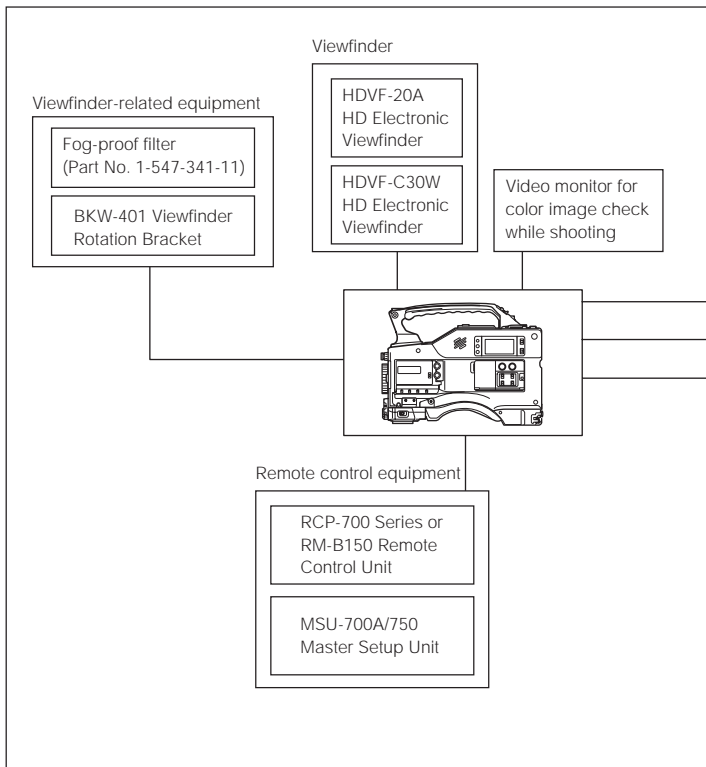 Viewfinder
HDVF-20A
HD Electronic
Viewfinder
HDVF-C30W
HD Electronic
Viewfinder
Viewfinder-related equipment
Fog-proof filter
(Part No. 1-547-341-11)
BKW-401 Viewfinder
Rotation Bracket
Video monitor for
color image check
while shooting
Remote control equipment
RCP-700 Series or
RM-B150 Remote
Control Unit
MSU-700A/750
Master Setup Unit